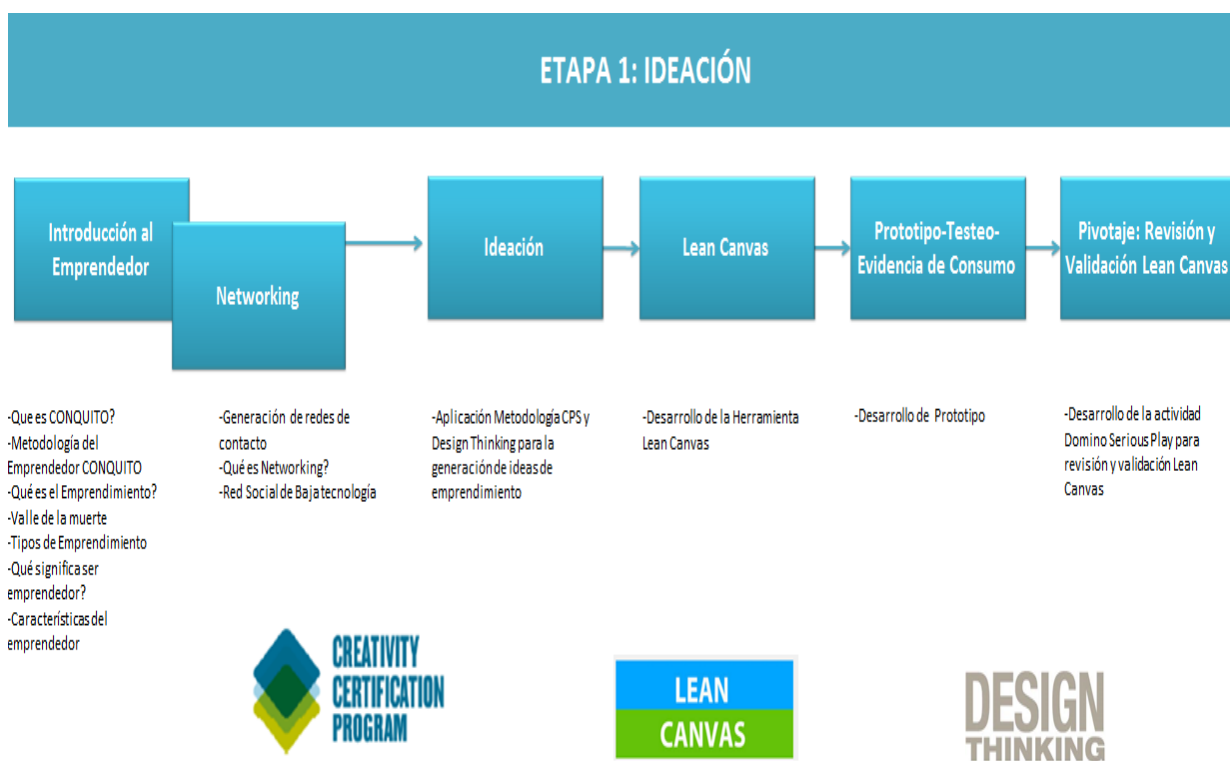 ETAPA 1: IDEACIÓN
Introducción al
Emprendedor
Networking
Ideación
Lean Canvas
Prototipo-Testeo-
Evidencia de Consumo
Pivotaje: Revisión y
Validación Lean Canvas
-Que es CONQUITO?
-Metodología del
Emprendedor CONQUITO
-Qué es el Emprendimiento?
-Valle de la muerte
-Tipos de Emprendimiento
-Qué significa ser
emprendedor?
-Características del
emprendedor
-Generación de redes de
contacto
-Qué es Networking?
-Red Social de Baja tecnología
-Aplicación Metodología CPS y
Design Thinking para la
generación de ideas de
emprendimiento
-Desarrollo de la Herramienta
Lean Canvas
-Desarrollo de Prototipo
-Desarrollo de la actividad
Domino Serious Play para
revisión y validación Lean
Canvas
CREATIVITY
CERTIFICATION
PROGRAM
LEAN
CANVAS
DESIGN
THINKING